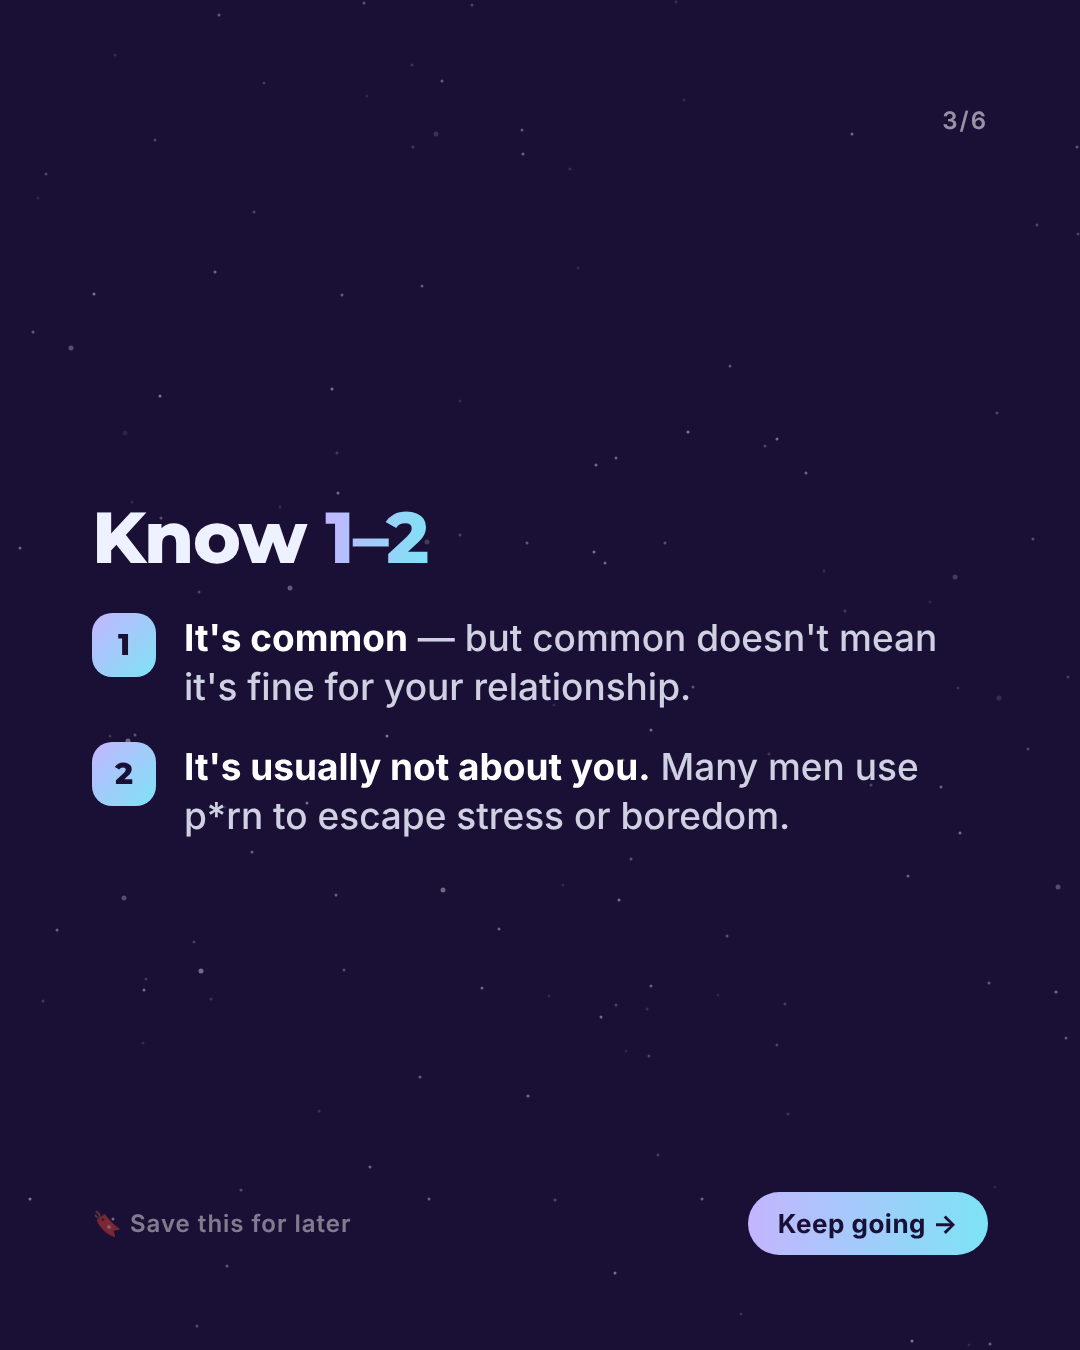 3/6
Know 1–2
1 It's common — but common doesn't mean
it's fine for your relationship.
2 It's usually not about you. Many men use
p*rn to escape stress or boredom.
🔖 Save this for later
Keep going →